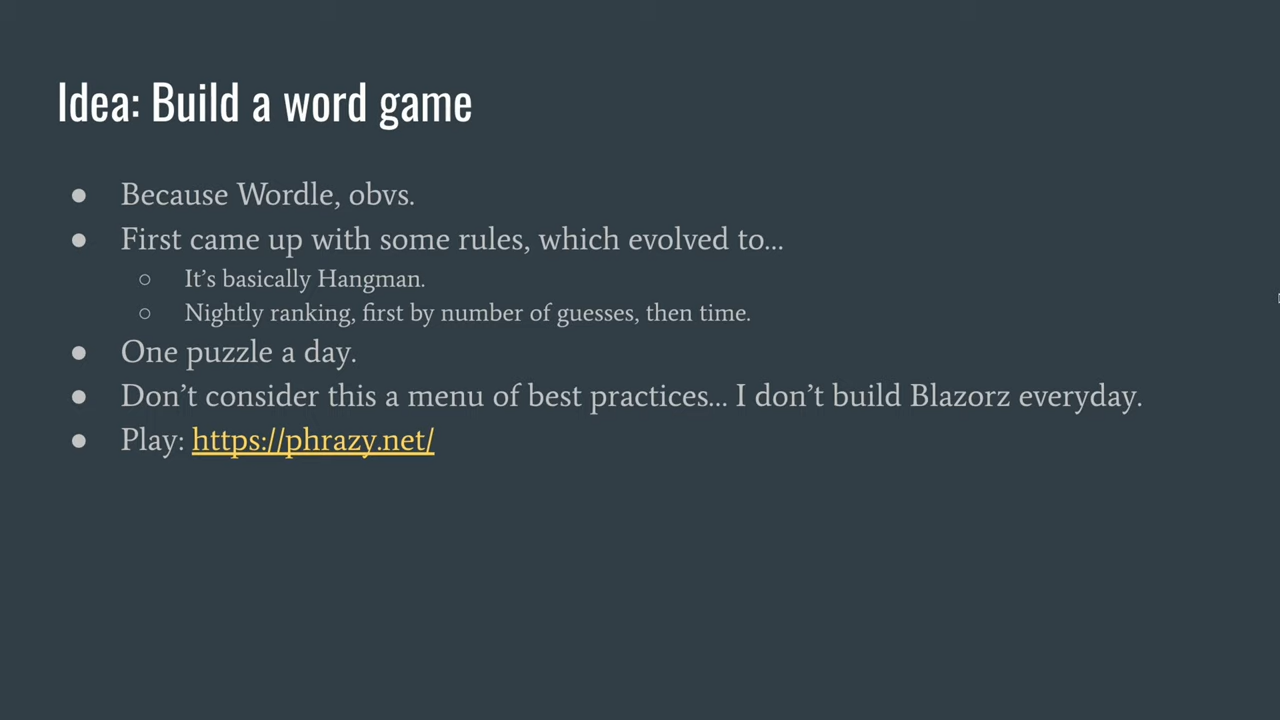 Idea: Build a word game
● Because Wordle, obvs.
● First came up with some rules, which evolved to...
○ It’s basically Hangman.
○ Nightly ranking, first by number of guesses, then time.
● One puzzle a day.
● Don’t consider this a menu of best practices... I don’t build Blazorz everyday.
● Play: https://phrazy.net/